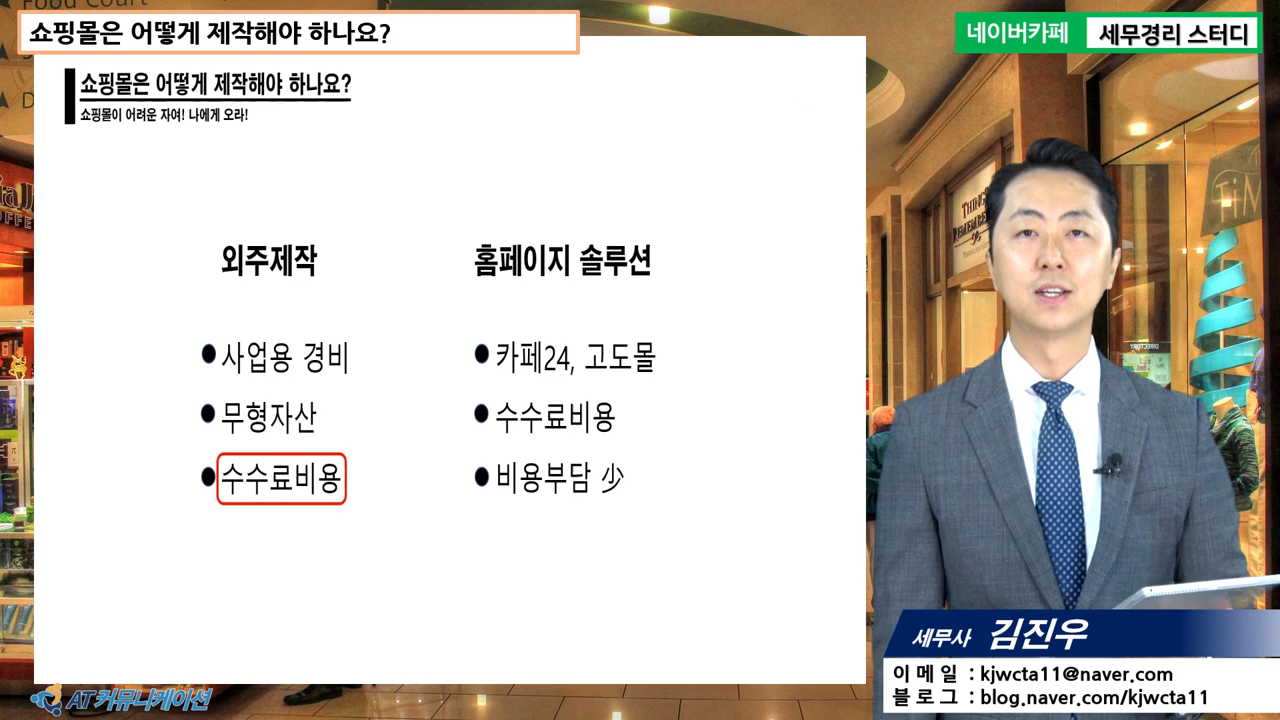 Food Court
쇼핑몰은 어떻게 제작해야 하나요?
네이버카페 세무경리 스터디
쇼핑몰은 어떻게 제작해야 하나요?
쇼핑몰이 어려운 자여! 나에게 오라!
외주제작
홈페이지 솔루션
● 사업용 경비
● 카페24, 고도몰
● 무형자산
● 수수료비용
● 수수료비용
● 비용부담 少
THINGS
REMEMBERED
DIRECTORY
세무사 김진우
이 메 일 : kjwcta11@naver.com
블 로 그 : blog.naver.com/kjwcta11
AT커뮤니케이션